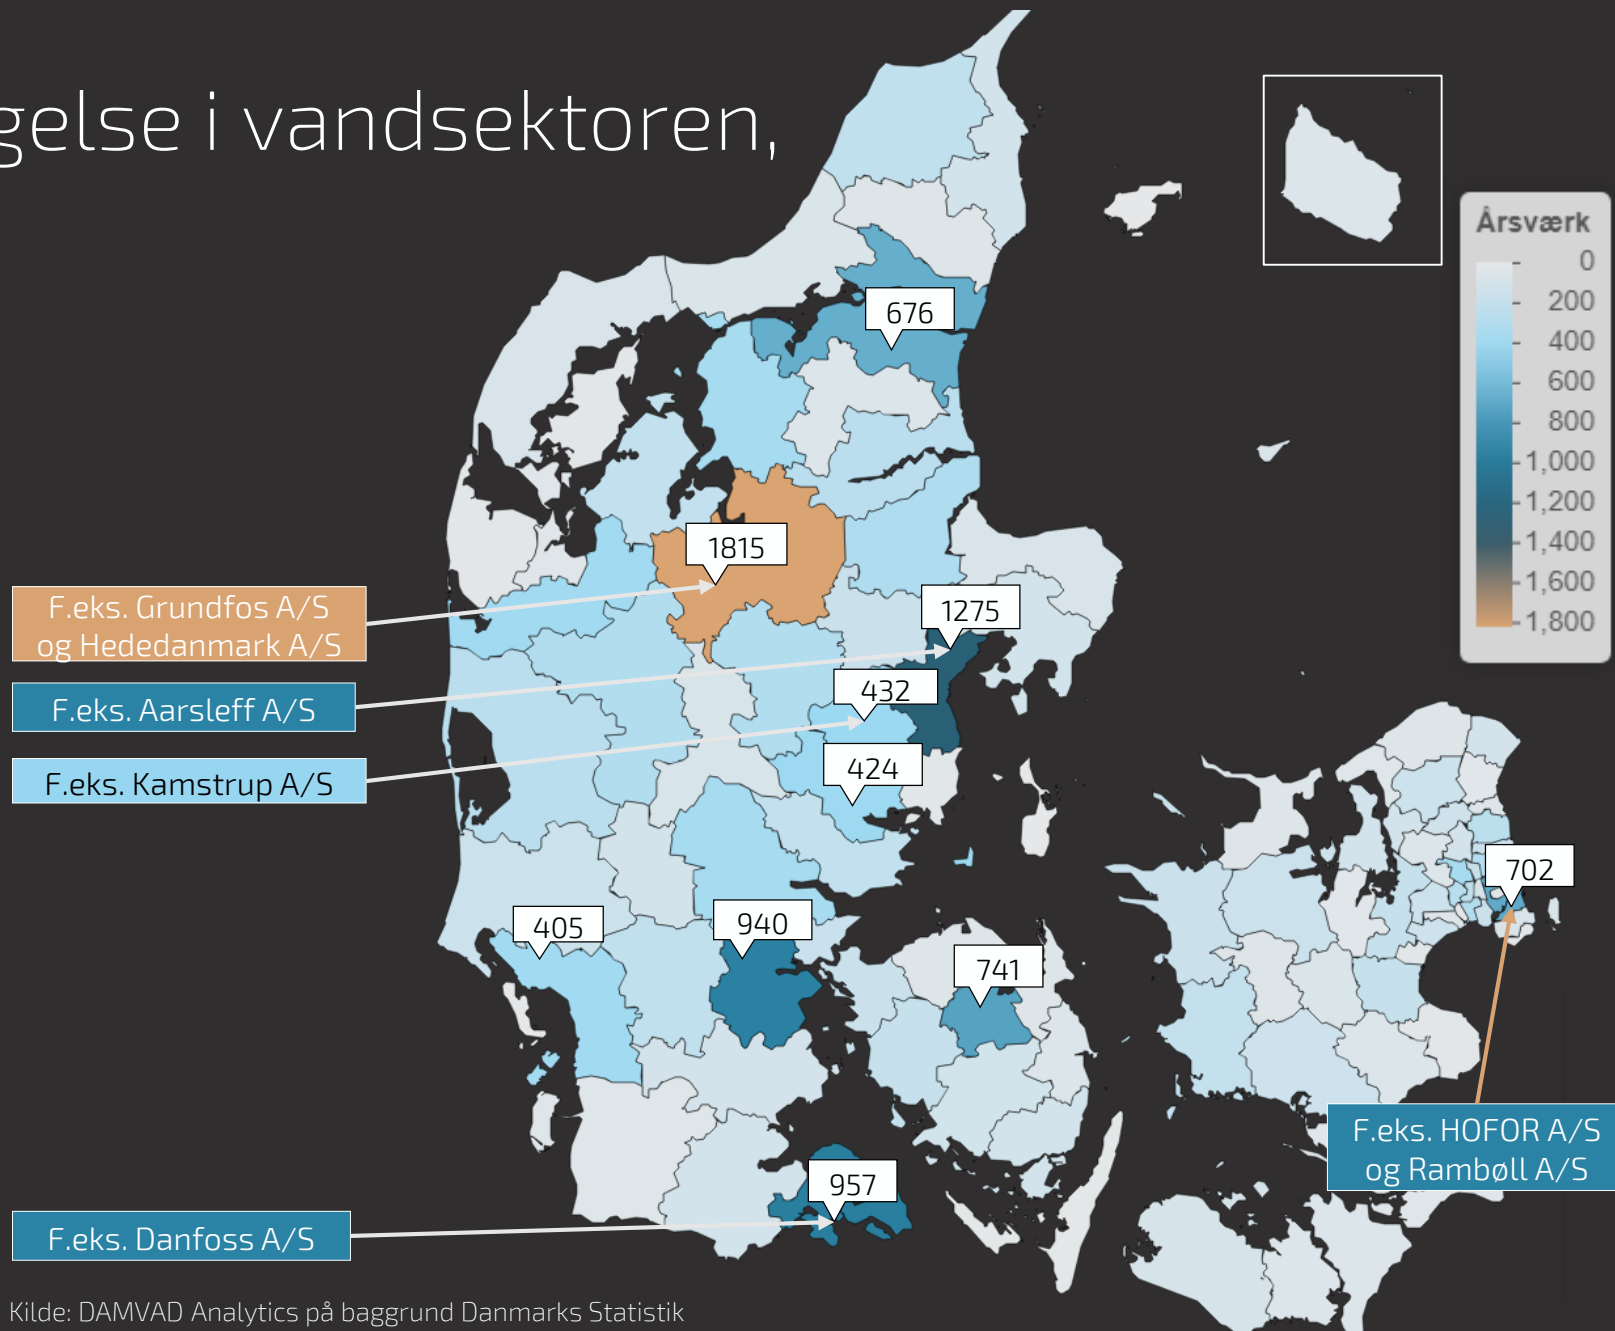 gelse i vandsektoren,
Årsværk
0
200
400
600
800
1,000
1,200
1,400
1,600
1,800
676
1815
1275
432
424
405
940
741
702
957
F.eks. Grundfos A/S
og Hededanmark A/S
F.eks. Aarsleff A/S
F.eks. Kamstrup A/S
F.eks. HOFOR A/S
og Rambøll A/S
F.eks. Danfoss A/S
Kilde: DAMVAD Analytics på baggrund Danmarks Statistik